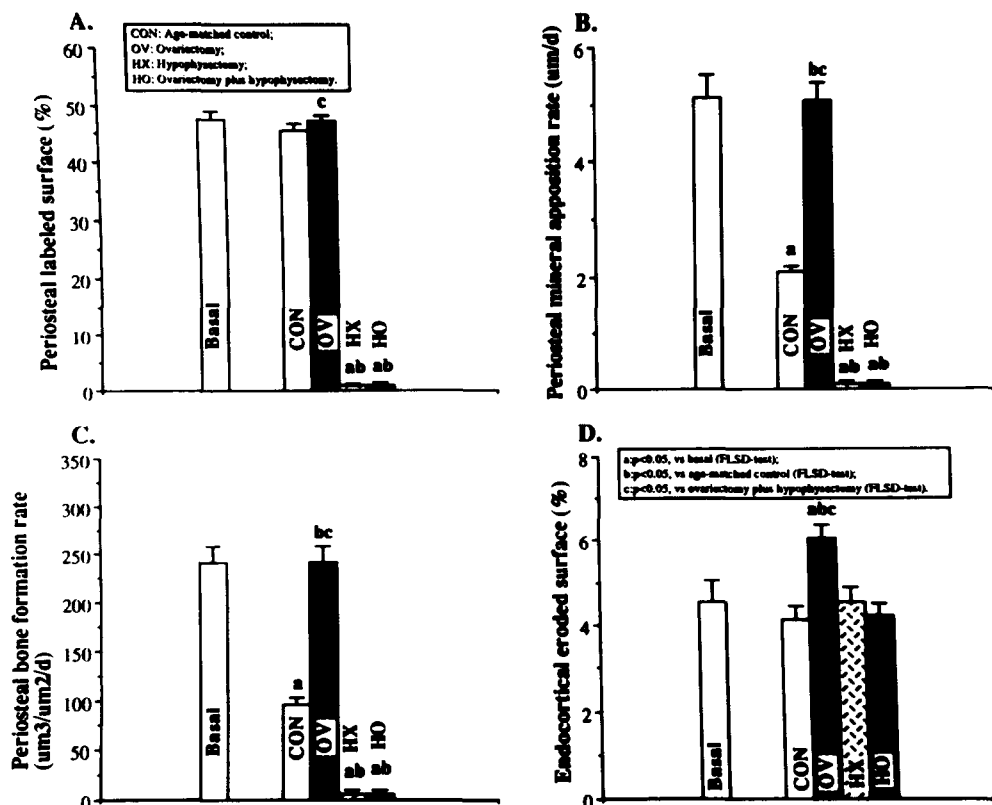 A.
CON: Age-matched control;
OV: Ovariectomy;
HX: Hypophysectomy;
HO: Ovariectomy plus hypophysectomy.
Periosteal labeled surface (%)
60
50
40
30
20
10
0
Basal
CON
OV
HX
HO
c
ab
ab
B.
Periosteal mineral apposition rate (um/d)
6
4
2
0
Basal
CON
OV
HX
HO
a
bc
ab
ab
C.
Periosteal bone formation rate
(um3/um2/d)
350
300
250
200
150
100
50
0
Basal
CON
OV
HX
HO
a
bc
ab
ab
D.
a:p<0.05, vs basal (FLSD-test);
b:p<0.05, vs age-matched control (FLSD-test);
c:p<0.05, vs ovariectomy plus hypophysectomy (FLSD-test).
Endocortical eroded surface (%)
8
6
4
2
0
Basal
CON
OV
HX
HO
abc